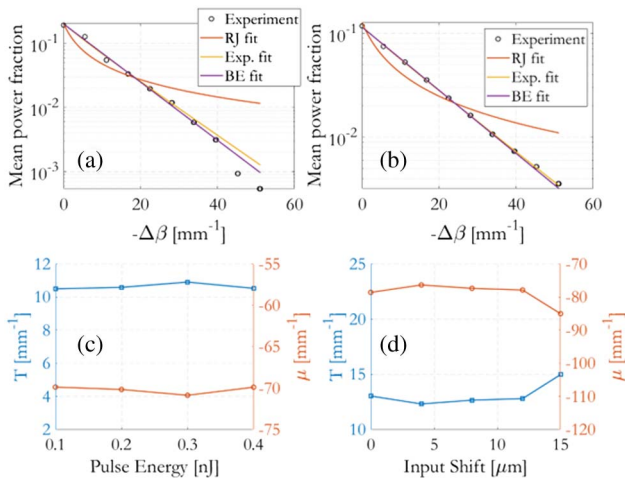 Mean power fraction
10^-1
10^-2
10^-3
Experiment
RJ fit
Exp. fit
BE fit
(a)
0 20 40 60
-Δβ [mm^-1]
Mean power fraction
10^-1
10^-2
Experiment
RJ fit
Exp. fit
BE fit
(b)
0 20 40 60
-Δβ [mm^-1]
T [mm^-1]
12
10
8
6
4
2
(c)
-55
-60
-65
-70
-75
μ [mm^-1]
0.1 0.2 0.3 0.4
Pulse Energy [nJ]
T [mm^-1]
25
20
15
10
(d)
-70
-80
-90
-100
-110
-120
μ [mm^-1]
0 5 10 15
Input Shift [μm]